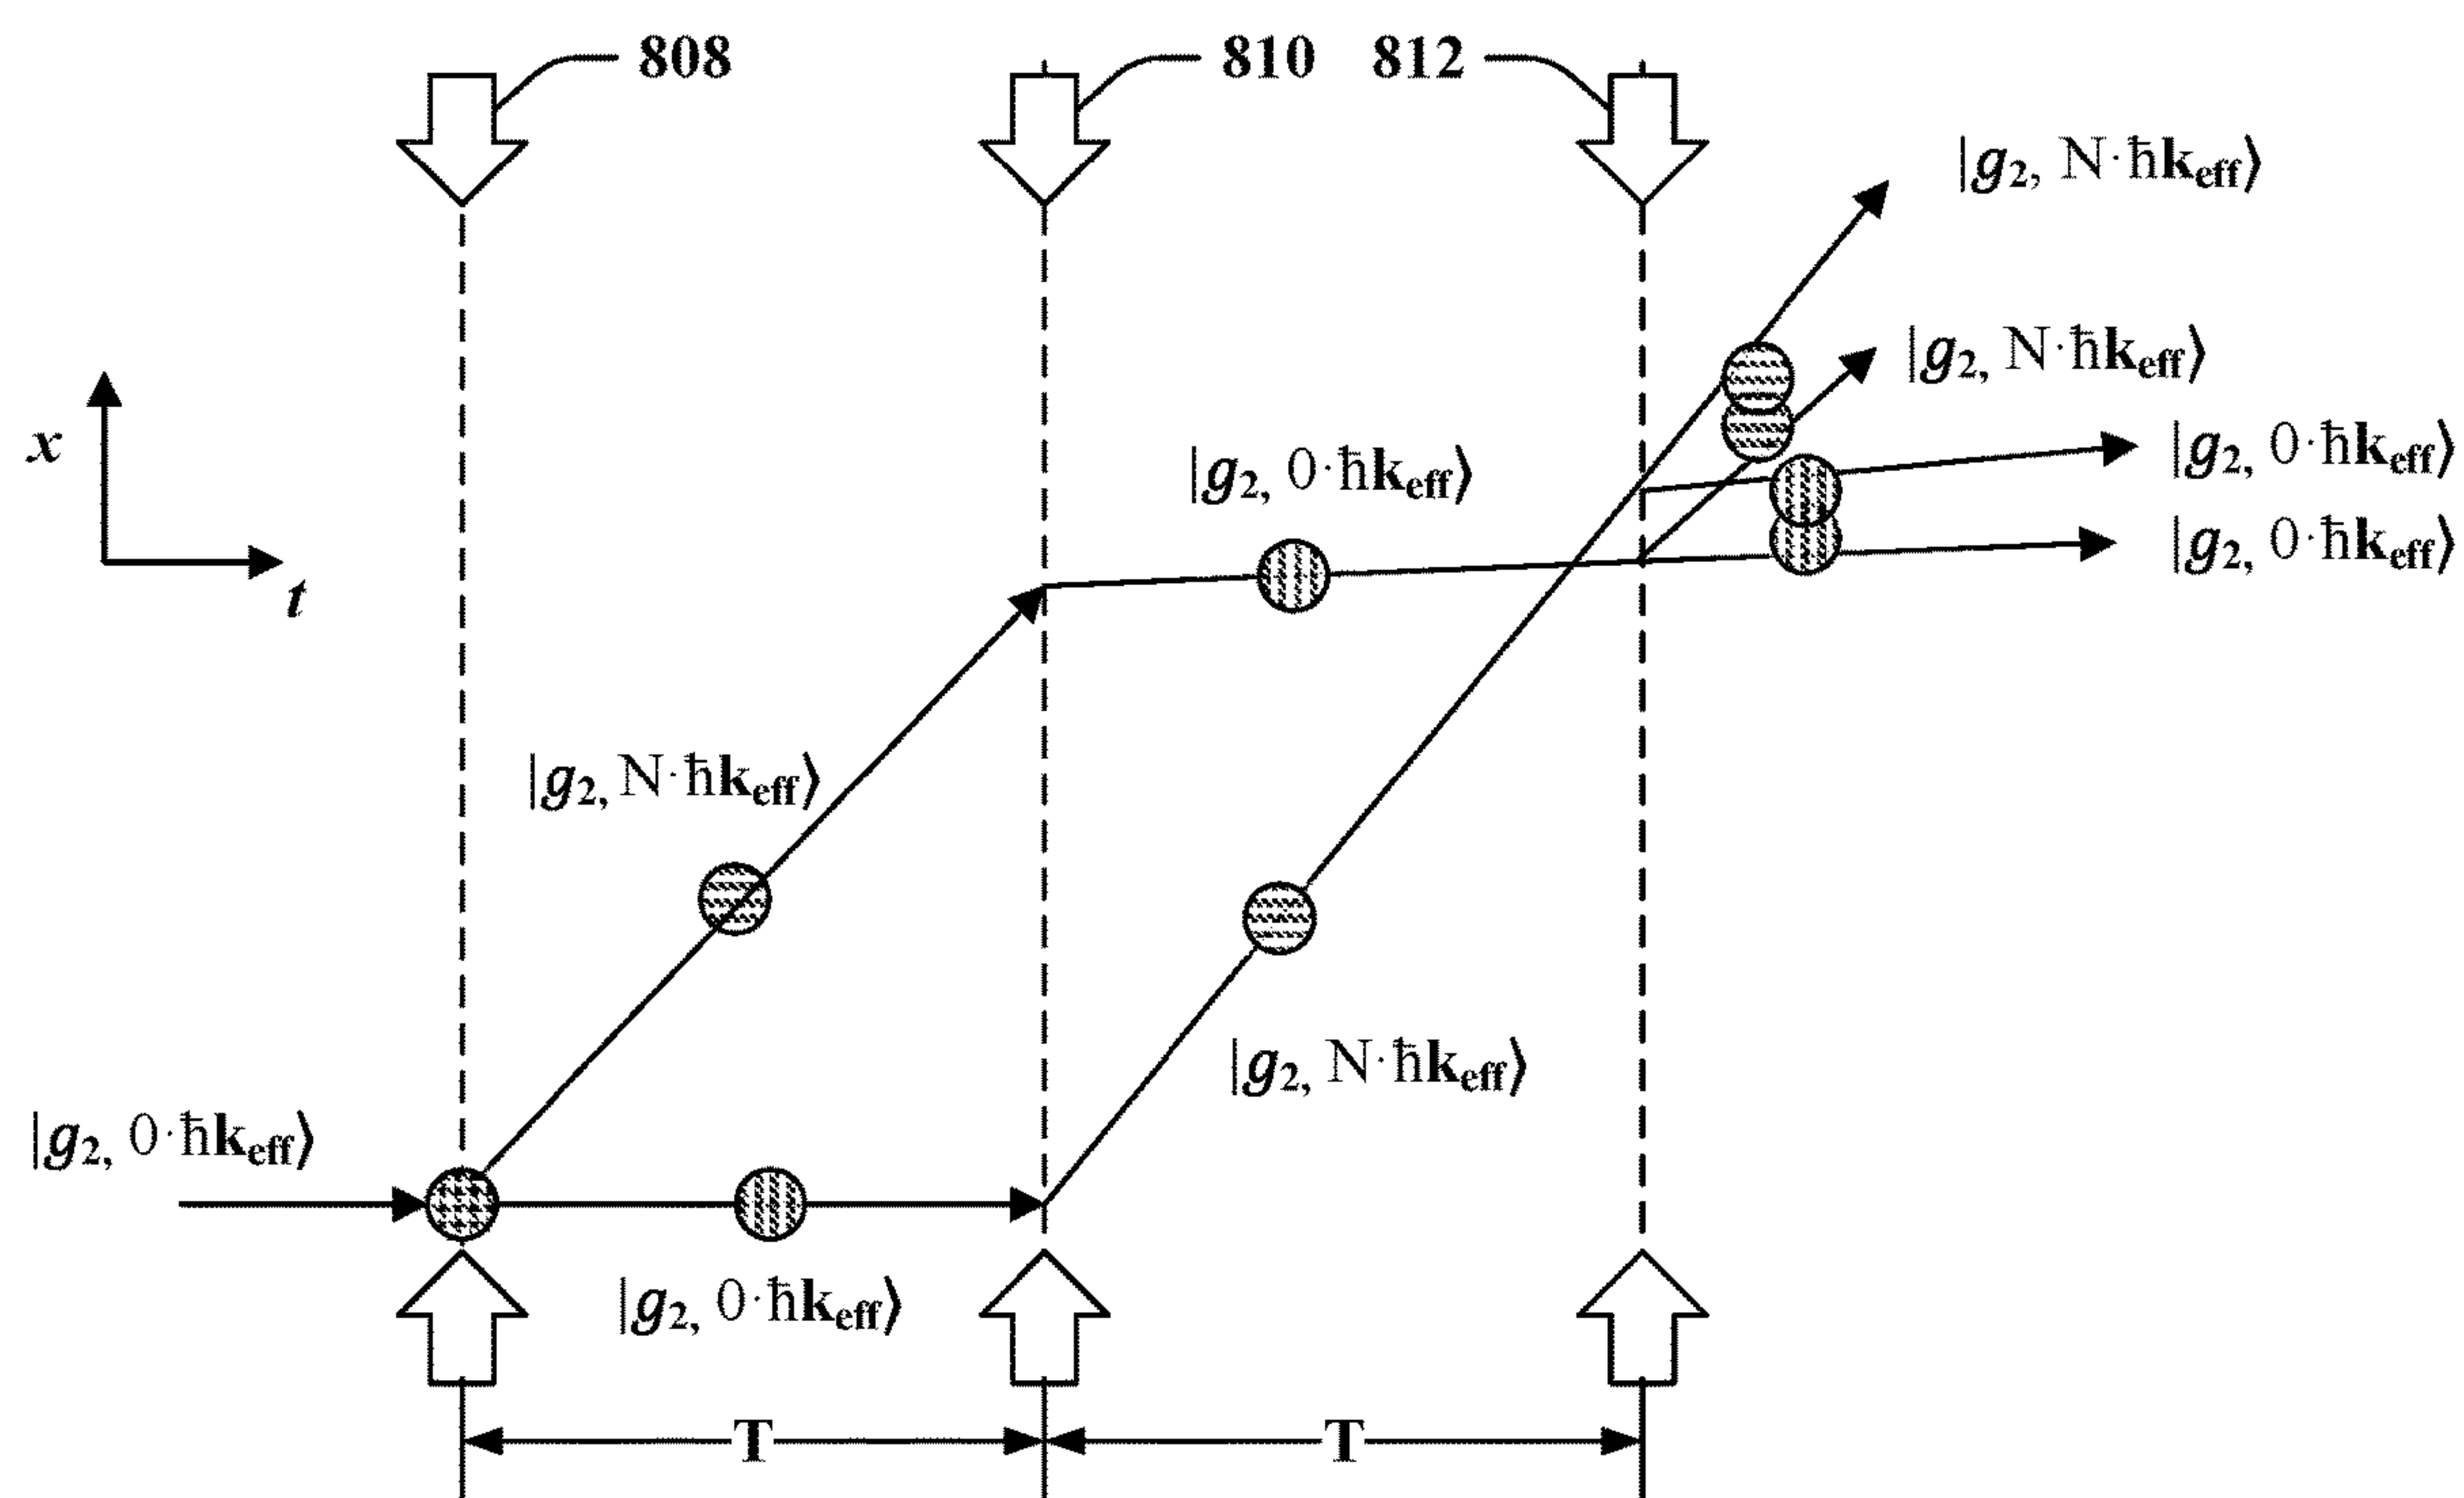 808
810
812
|g₂, N·ħk_eff⟩
|g₂, N·ħk_eff⟩
x
|g₂, 0·ħk_eff⟩
|g₂, 0·ħk_eff⟩
|g₂, 0·ħk_eff⟩
t
|g₂, N·ħk_eff⟩
|g₂, N·ħk_eff⟩
|g₂, 0·ħk_eff⟩
|g₂, 0·ħk_eff⟩
T
T